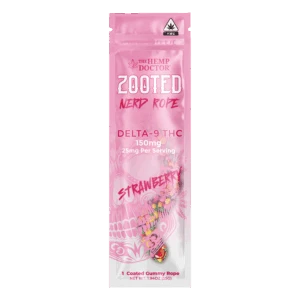 THE HEMP
DOCTOR
ZOOTED
NERD ROPE
DELTA-9 THC
150mg
25mg Per Serving
STRAWBERRY
1 Coated Gummy Rope